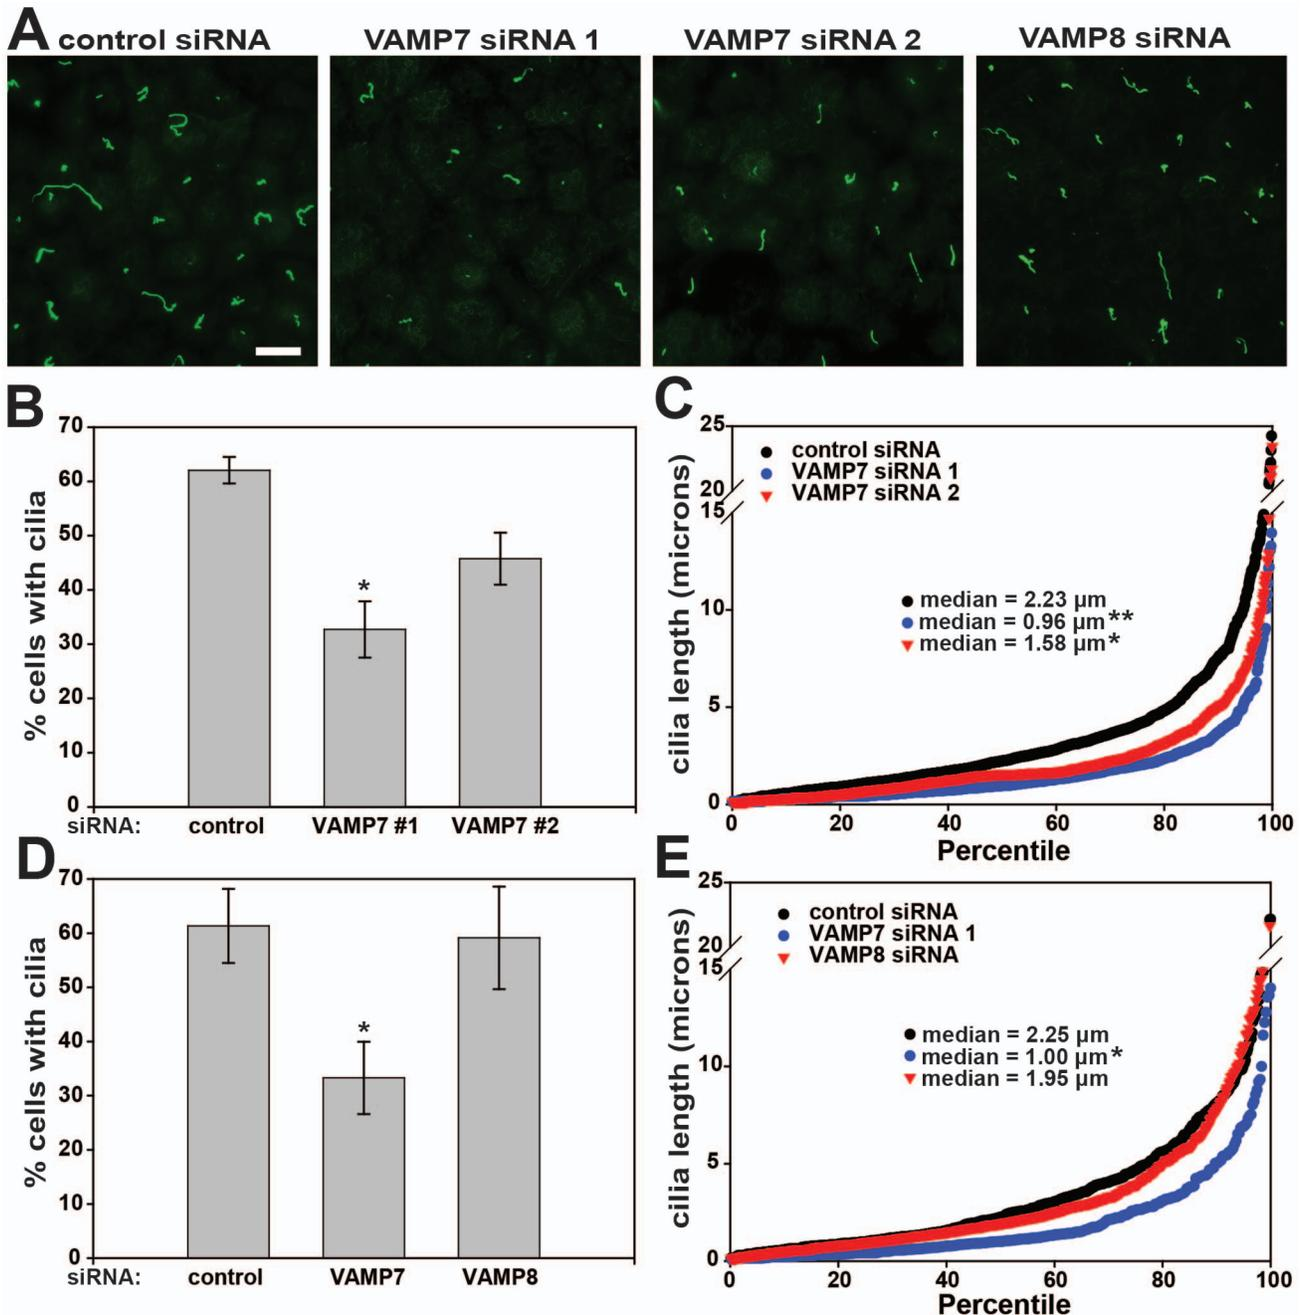 A
control siRNA
VAMP7 siRNA 1
VAMP7 siRNA 2
VAMP8 siRNA
B
% cells with cilia
70
60
50
40
30
20
10
0
*
siRNA:
control
VAMP7 #1
VAMP7 #2
C
cilia length (microns)
25
20
15
10
5
0
control siRNA
VAMP7 siRNA 1
VAMP7 siRNA 2
median = 2.23 µm
median = 0.96 µm**
median = 1.58 µm*
0
20
40
60
80
100
Percentile
D
% cells with cilia
70
60
50
40
30
20
10
0
*
siRNA:
control
VAMP7
VAMP8
E
cilia length (microns)
25
20
15
10
5
0
control siRNA
VAMP7 siRNA 1
VAMP8 siRNA
median = 2.25 µm
median = 1.00 µm*
median = 1.95 µm
0
20
40
60
80
100
Percentile